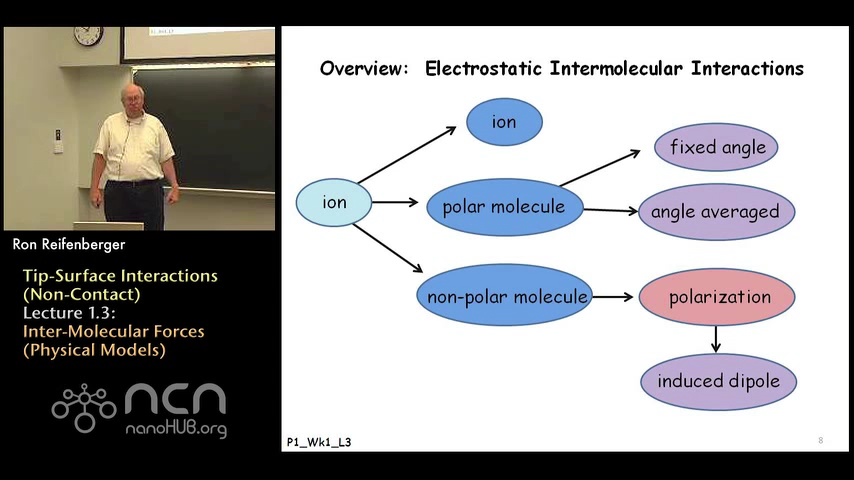 Overview: Electrostatic Intermolecular Interactions
ion
fixed angle
ion
polar molecule
angle averaged
non-polar molecule
polarization
induced dipole
P1_Wk1_L3
8
Ron Reifenberger
Tip-Surface Interactions
(Non-Contact)
Lecture 1.3:
Inter-Molecular Forces
(Physical Models)
ncn
nanoHUB.org